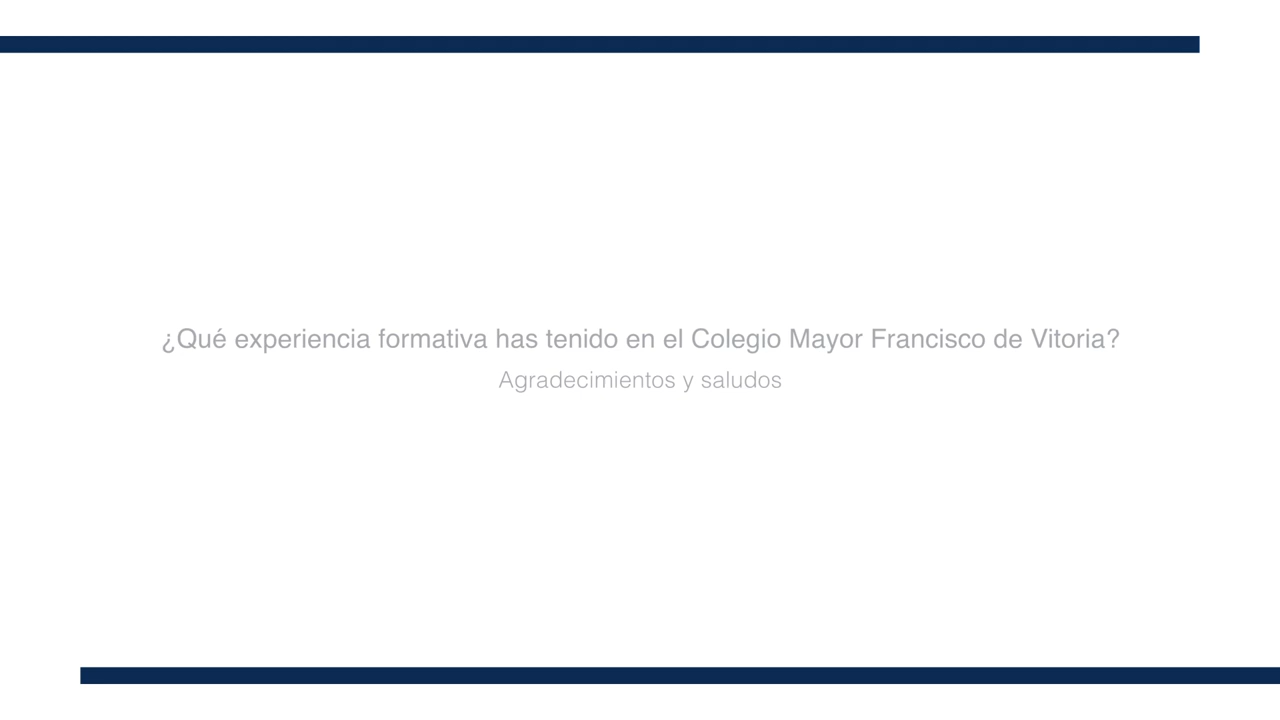 ¿Qué experiencia formativa has tenido en el Colegio Mayor Francisco de Vitoria?
Agradecimientos y saludos